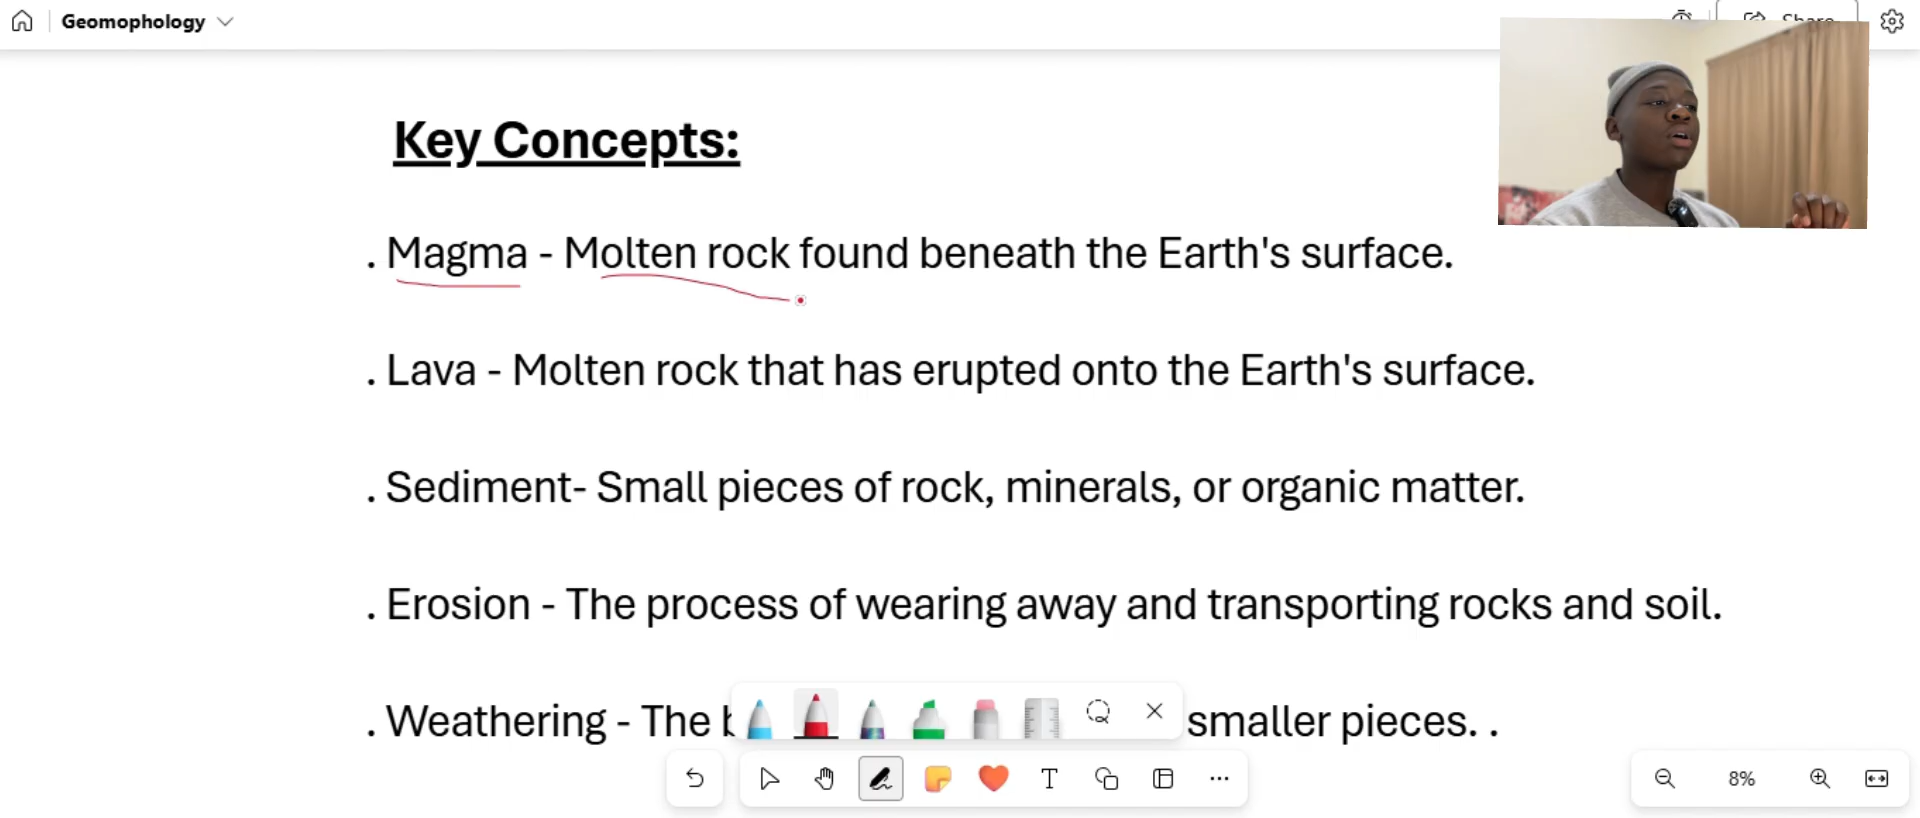 Geomophology
Share
Key Concepts:
. Magma - Molten rock found beneath the Earth's surface.
. Lava - Molten rock that has erupted onto the Earth's surface.
. Sediment- Small pieces of rock, minerals, or organic matter.
. Erosion - The process of wearing away and transporting rocks and soil.
. Weathering - The smaller pieces. .
T
8%